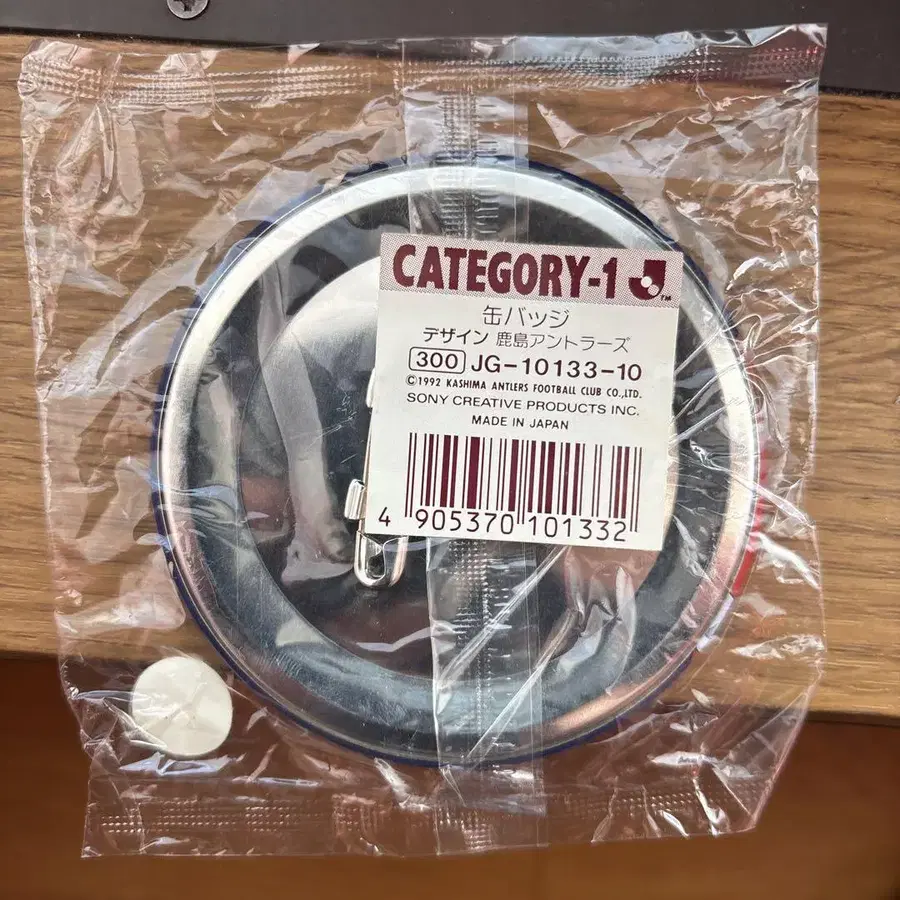 CATEGORY-1 TM
缶バッジ
デザイン 鹿島アントラーズ
300 JG-10133-10
©1992 KASHIMA ANTLERS FOOTBALL CLUB CO.,LTD.
SONY CREATIVE PRODUCTS INC.
MADE IN JAPAN
4 905370 101332